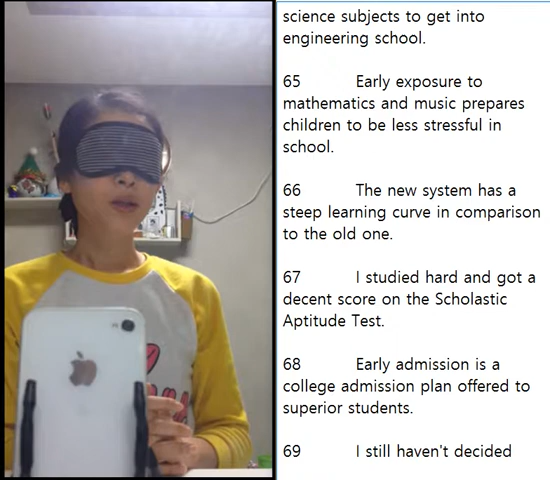 science subjects to get into
engineering school.
65 Early exposure to
mathematics and music prepares
children to be less stressful in
school.
66 The new system has a
steep learning curve in comparison
to the old one.
67 I studied hard and got a
decent score on the Scholastic
Aptitude Test.
68 Early admission is a
college admission plan offered to
superior students.
69 I still haven't decided